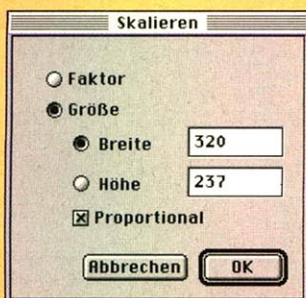 Skalieren
Faktor
Größe
Breite 320
Höhe 237
Proportional
Abbrechen OK